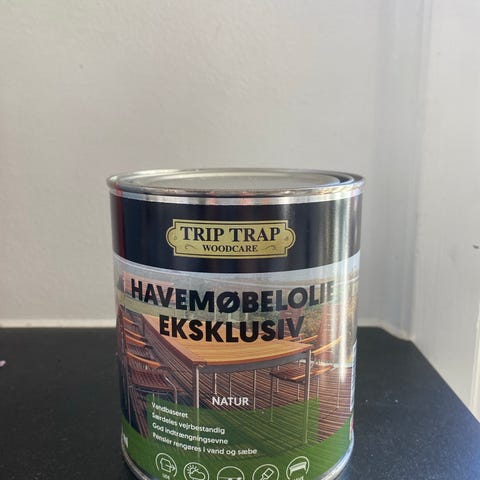 TRIP TRAP
WOODCARE
HAVEMØBELOLIE
EKSKLUSIV
NATUR
Vandbaseret
Særdeles vejrbestandig
God indtrængningsevne
Pensler rengøres i vand og sæbe